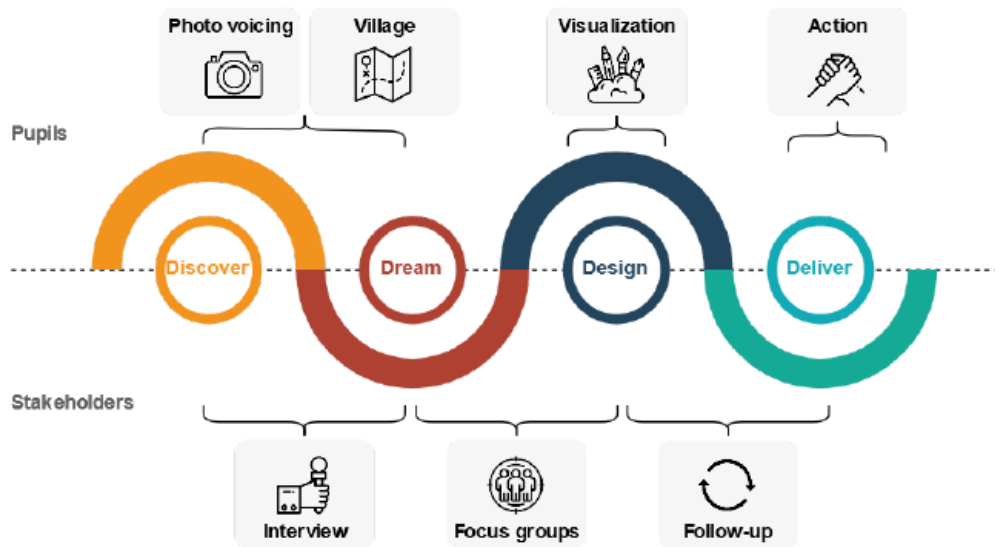 Photo voicing
Village
Visualization
Action
Pupils
Discover
Dream
Design
Deliver
Stakeholders
Interview
Focus groups
Follow-up